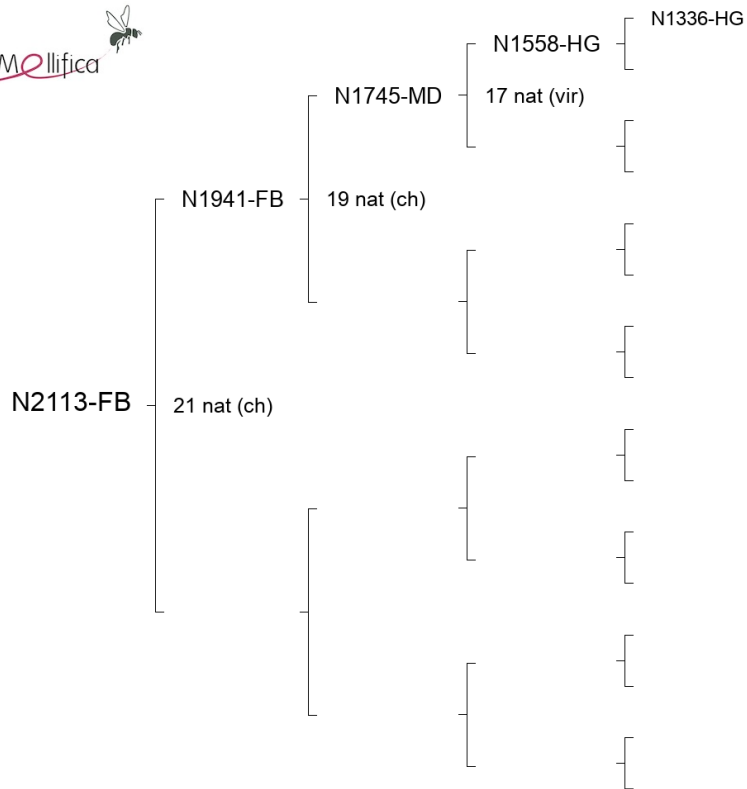 Mellifica
N1336-HG
N1558-HG
N1745-MD
17 nat (vir)
N1941-FB
19 nat (ch)
N2113-FB
21 nat (ch)